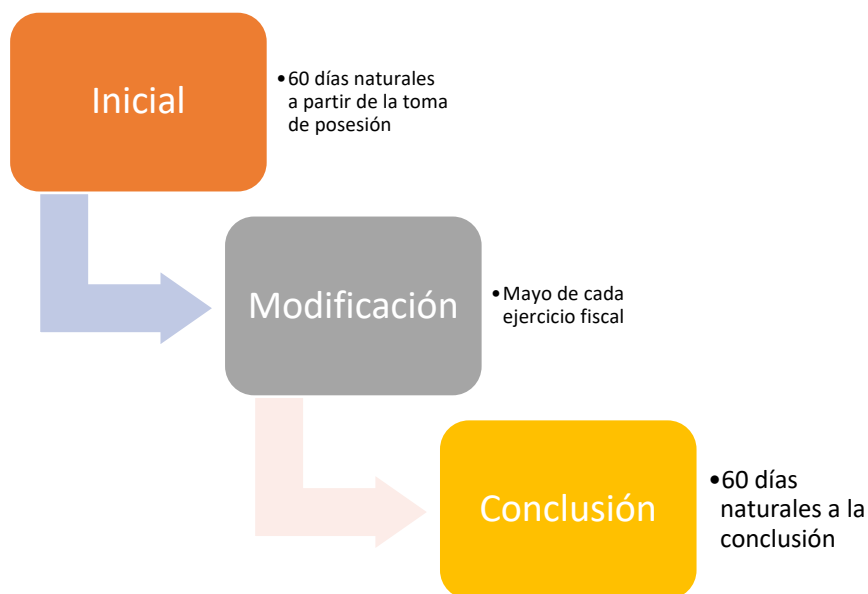 Inicial
•60 días naturales
a partir de la toma
de posesión
Modificación
•Mayo de cada
ejercicio fiscal
Conclusión
•60 días
naturales a la
conclusión